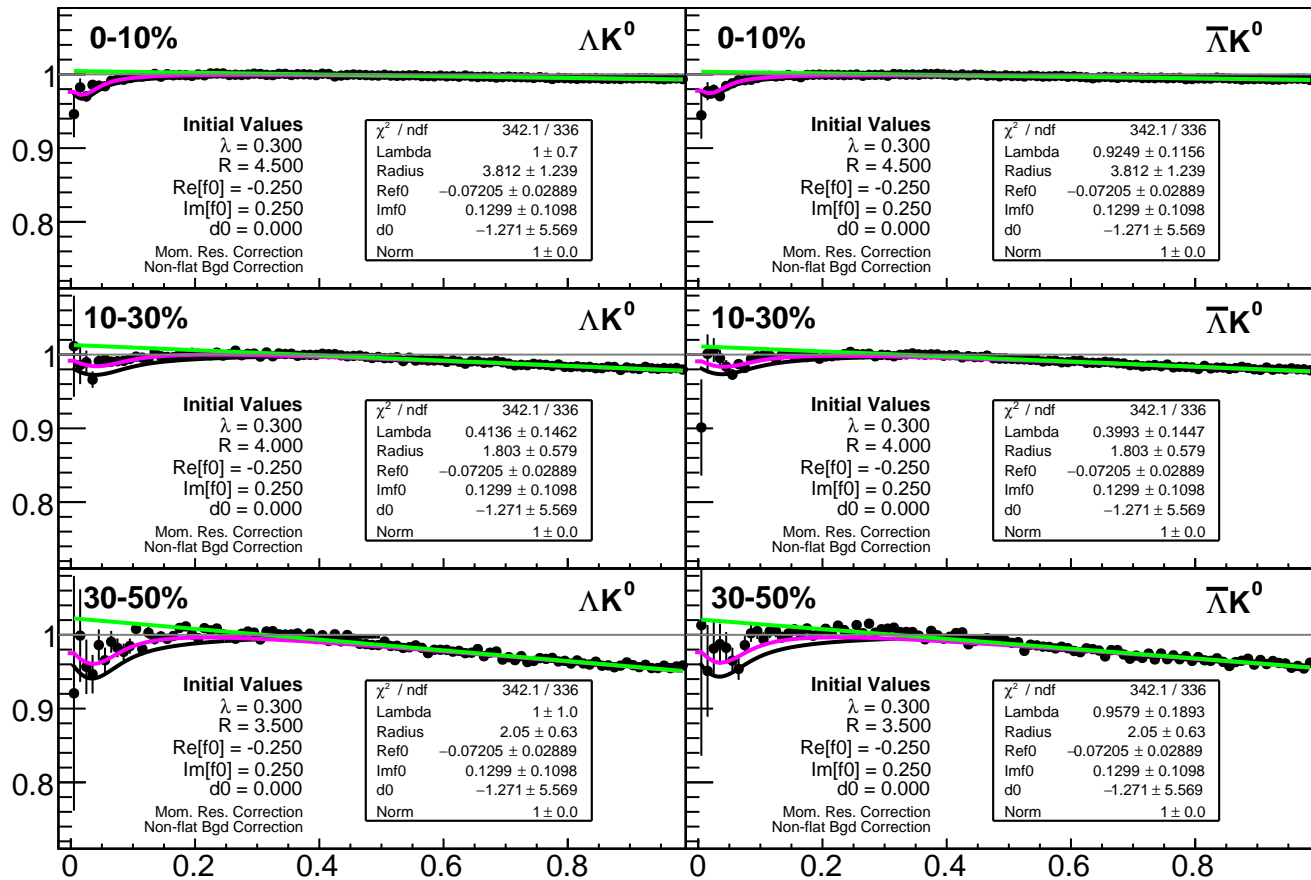 0-10% ΛK⁰
Initial Values
λ = 0.300
R = 4.500
Re[f0] = -0.250
Im[f0] = 0.250
d0 = 0.000
Mom. Res. Correction
Non-flat Bgd Correction
χ² / ndf 342.1 / 336
Lambda 1 ± 0.7
Radius 3.812 ± 1.239
Ref0 −0.07205 ± 0.02889
Imf0 0.1299 ± 0.1098
d0 −1.271 ± 5.569
Norm 1 ± 0.0
1
0.9
0.8
0-10% Λ̅K⁰
Initial Values
λ = 0.300
R = 4.500
Re[f0] = -0.250
Im[f0] = 0.250
d0 = 0.000
Mom. Res. Correction
Non-flat Bgd Correction
χ² / ndf 342.1 / 336
Lambda 0.9249 ± 0.1156
Radius 3.812 ± 1.239
Ref0 −0.07205 ± 0.02889
Imf0 0.1299 ± 0.1098
d0 −1.271 ± 5.569
Norm 1 ± 0.0
10-30% ΛK⁰
Initial Values
λ = 0.300
R = 4.000
Re[f0] = -0.250
Im[f0] = 0.250
d0 = 0.000
Mom. Res. Correction
Non-flat Bgd Correction
χ² / ndf 342.1 / 336
Lambda 0.4136 ± 0.1462
Radius 1.803 ± 0.579
Ref0 −0.07205 ± 0.02889
Imf0 0.1299 ± 0.1098
d0 −1.271 ± 5.569
Norm 1 ± 0.0
1
0.9
0.8
10-30% Λ̅K⁰
Initial Values
λ = 0.300
R = 4.000
Re[f0] = -0.250
Im[f0] = 0.250
d0 = 0.000
Mom. Res. Correction
Non-flat Bgd Correction
χ² / ndf 342.1 / 336
Lambda 0.3993 ± 0.1447
Radius 1.803 ± 0.579
Ref0 −0.07205 ± 0.02889
Imf0 0.1299 ± 0.1098
d0 −1.271 ± 5.569
Norm 1 ± 0.0
30-50% ΛK⁰
Initial Values
λ = 0.300
R = 3.500
Re[f0] = -0.250
Im[f0] = 0.250
d0 = 0.000
Mom. Res. Correction
Non-flat Bgd Correction
χ² / ndf 342.1 / 336
Lambda 1 ± 1.0
Radius 2.05 ± 0.63
Ref0 −0.07205 ± 0.02889
Imf0 0.1299 ± 0.1098
d0 −1.271 ± 5.569
Norm 1 ± 0.0
1
0.9
0.8
30-50% Λ̅K⁰
Initial Values
λ = 0.300
R = 3.500
Re[f0] = -0.250
Im[f0] = 0.250
d0 = 0.000
Mom. Res. Correction
Non-flat Bgd Correction
χ² / ndf 342.1 / 336
Lambda 0.9579 ± 0.1893
Radius 2.05 ± 0.63
Ref0 −0.07205 ± 0.02889
Imf0 0.1299 ± 0.1098
d0 −1.271 ± 5.569
Norm 1 ± 0.0
0 0.2 0.4 0.6 0.8 0 0.2 0.4 0.6 0.8